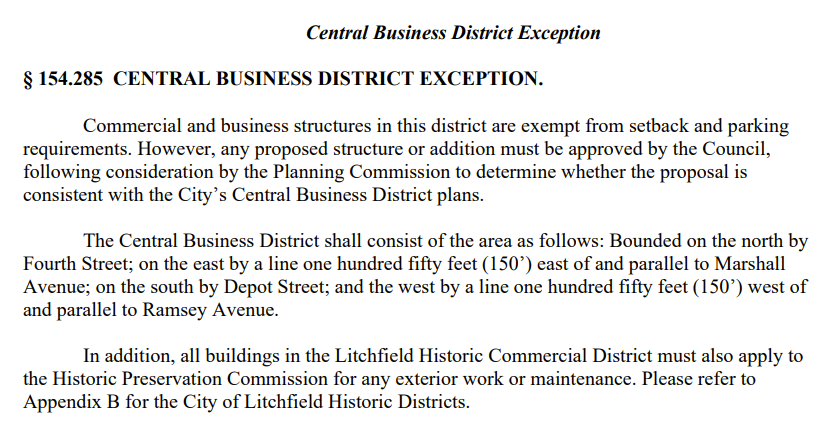 Central Business District Exception
§ 154.285 CENTRAL BUSINESS DISTRICT EXCEPTION.
Commercial and business structures in this district are exempt from setback and parking
requirements. However, any proposed structure or addition must be approved by the Council,
following consideration by the Planning Commission to determine whether the proposal is
consistent with the City’s Central Business District plans.
The Central Business District shall consist of the area as follows: Bounded on the north by
Fourth Street; on the east by a line one hundred fifty feet (150’) east of and parallel to Marshall
Avenue; on the south by Depot Street; and the west by a line one hundred fifty feet (150’) west of
and parallel to Ramsey Avenue.
In addition, all buildings in the Litchfield Historic Commercial District must also apply to
the Historic Preservation Commission for any exterior work or maintenance. Please refer to
Appendix B for the City of Litchfield Historic Districts.